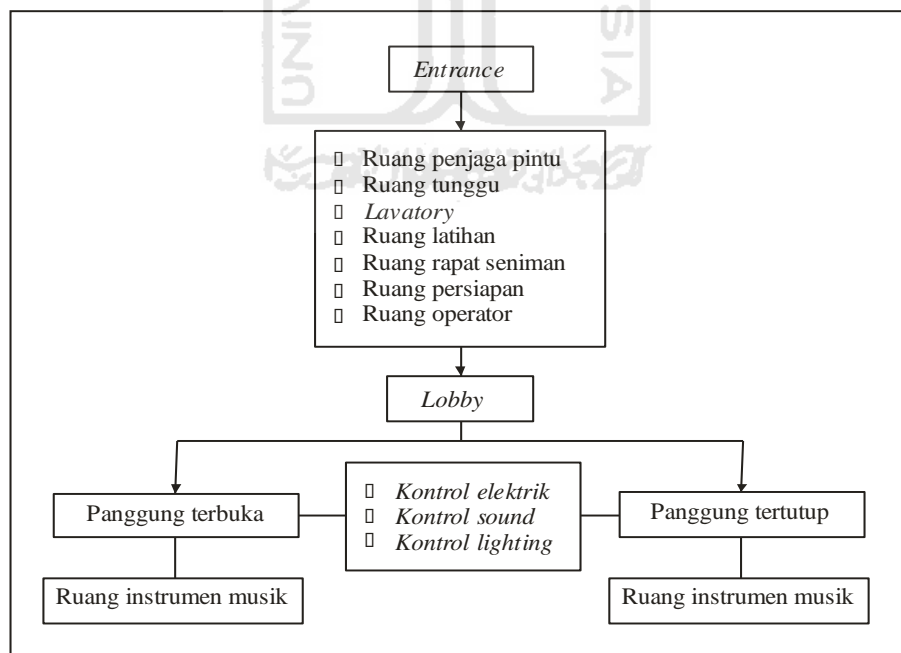 Entrance
Ruang penjaga pintu
Ruang tunggu
Lavatory
Ruang latihan
Ruang rapat seniman
Ruang persiapan
Ruang operator
Lobby
Panggung terbuka
Kontrol elektrik
Kontrol sound
Kontrol lighting
Panggung tertutup
Ruang instrumen musik
Ruang instrumen musik